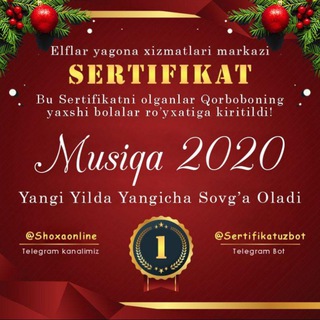 Elflar yagona xizmatlari markazi
SERTIFIKAT
Bu Sertifikatni olganlar Qorboboning
yaxshi bolalar ro'yxatiga kiritildi!
Musiqa 2020
Yangi Yilda Yangicha Sovg'a Oladi
@Shoxaonline
Telegram kanalimiz
1
@Sertifikatuzbot
Telegram Bot